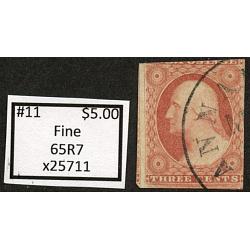 #11 $5.00
Fine
65R7
x25711
THREE CENTS